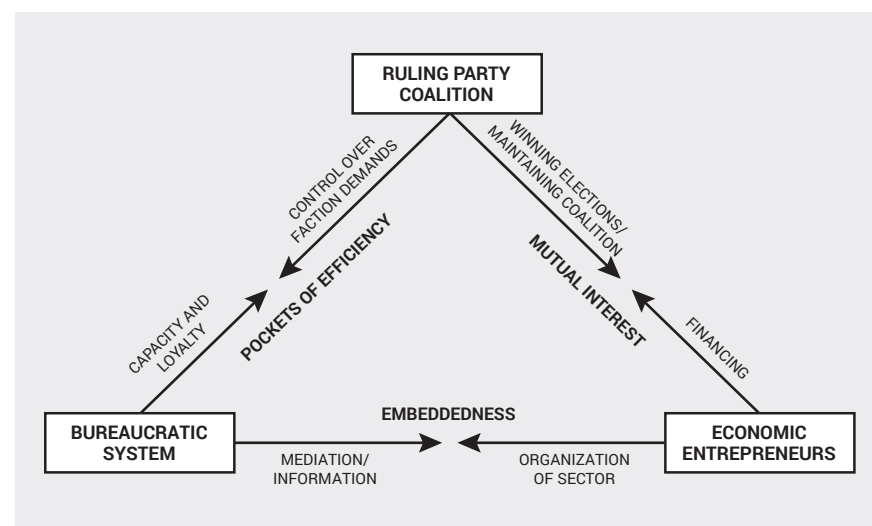 RULING PARTY
COALITION
CONTROL OVER
FACTION DEMANDS
WINNING ELECTIONS/
MAINTAINING COALITION
POCKETS OF EFFICIENCY
MUTUAL INTEREST
CAPACITY AND
LOYALTY
FINANCING
BUREAUCRATIC
SYSTEM
EMBEDDEDNESS
MEDIATION/
INFORMATION
ORGANIZATION
OF SECTOR
ECONOMIC
ENTREPRENEURS